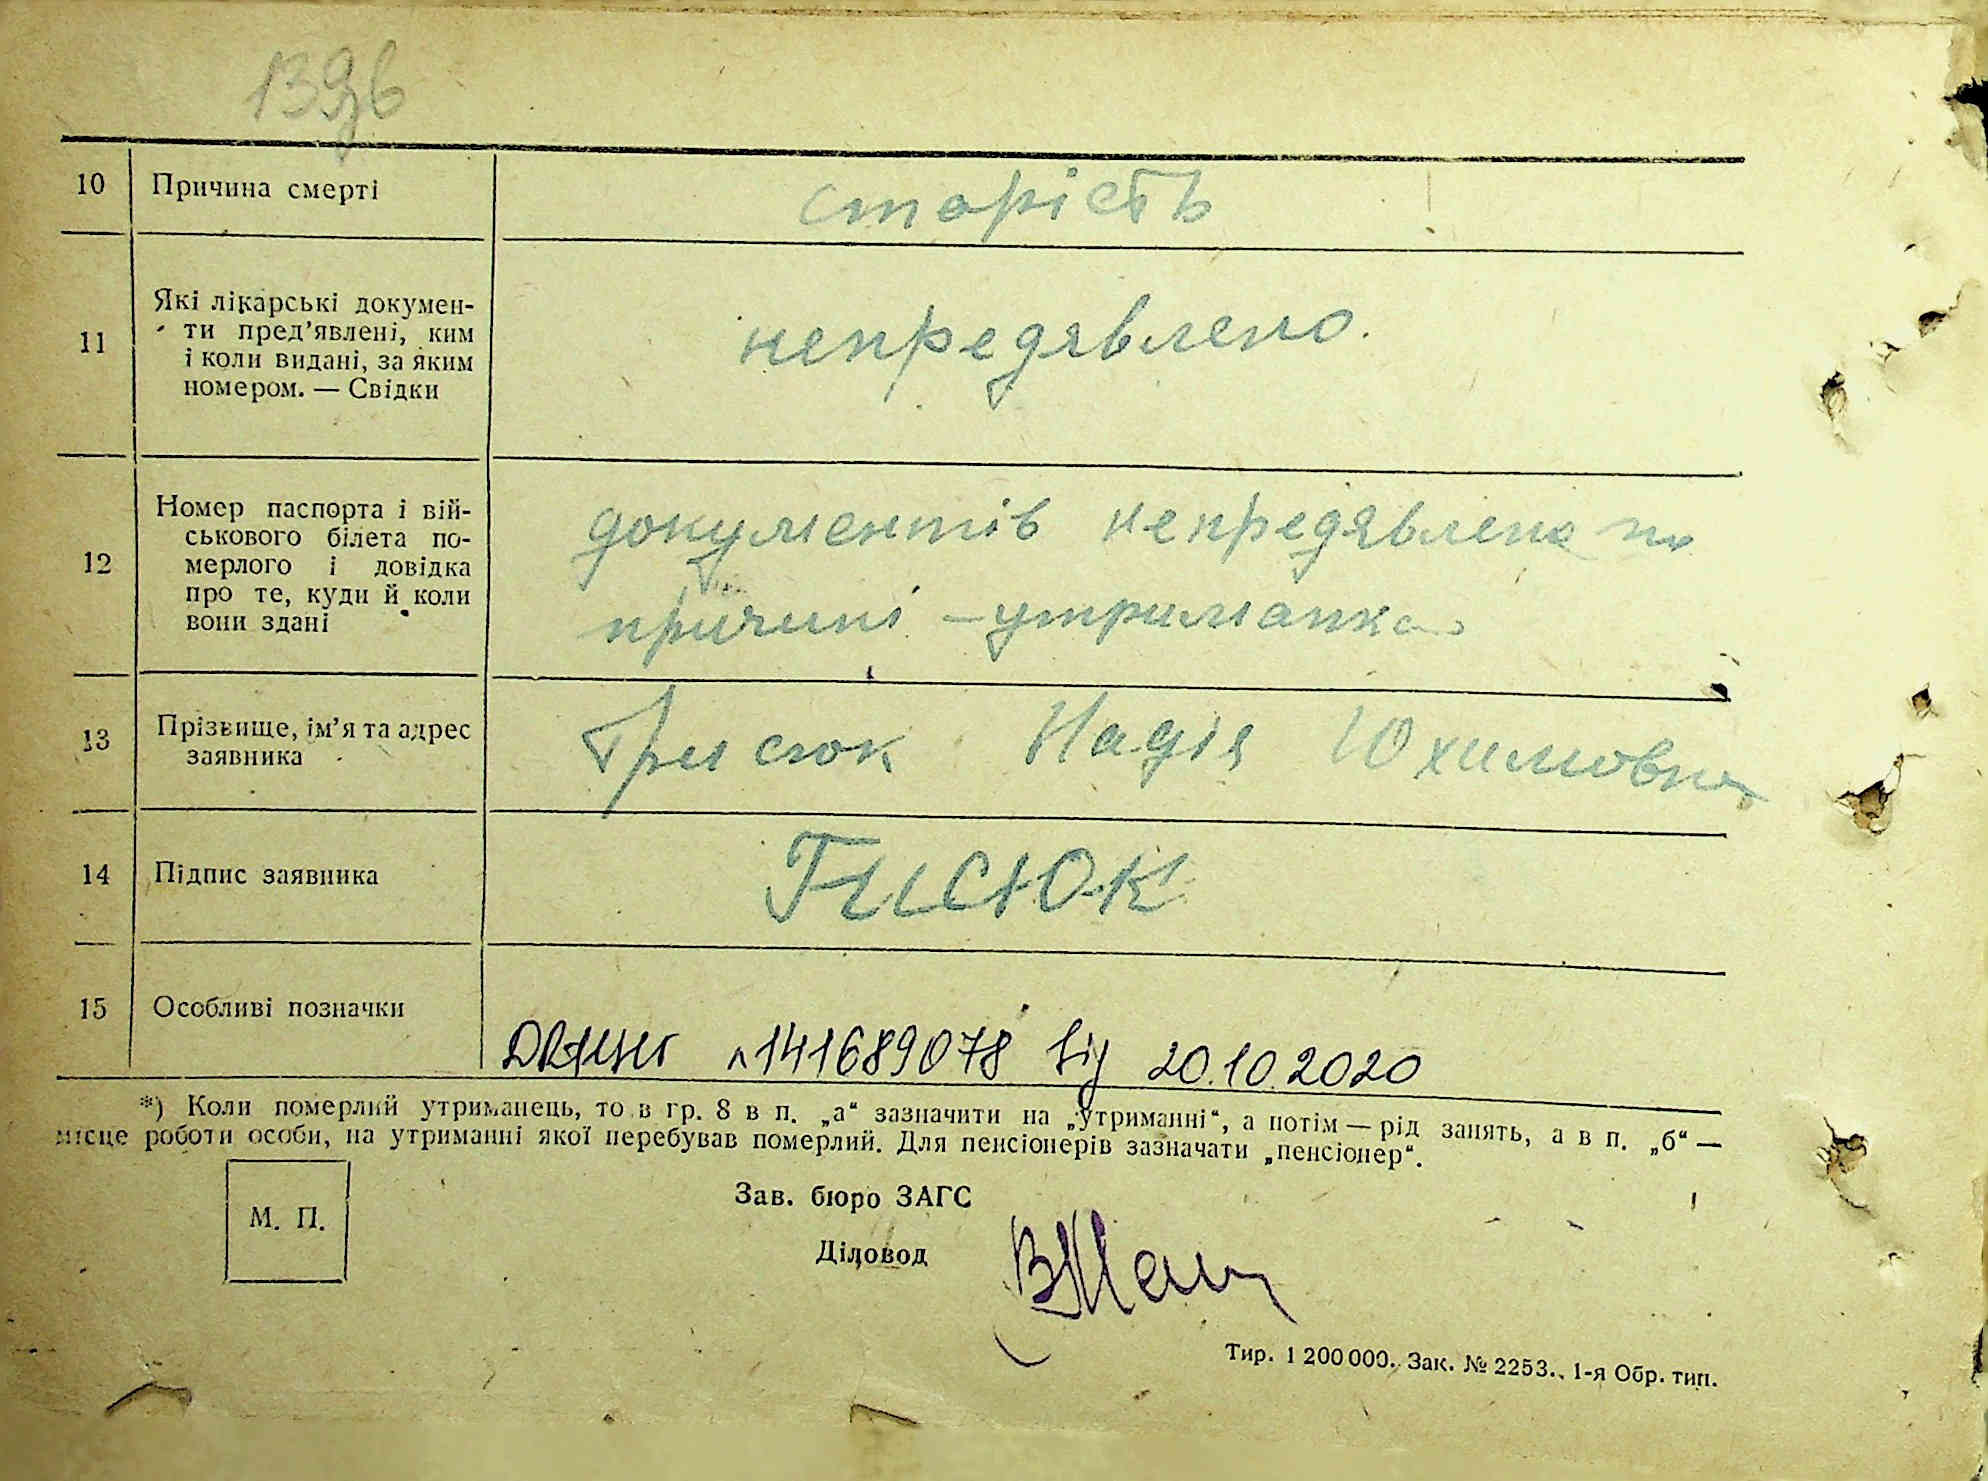 10 Причина смерті старість
11 Які лікарські докумен-
ти пред’явлені, ким
і коли видані, за яким
номером. — Свідки
непредявлено.
12 Номер паспорта і вій-
ськового білета по-
мерлого і довідка
про те, куди й коли
вони здані
документів непредявлено по
причині - утриманка
13 Прізвище, ім’я та адрес
заявника
Грисюк Надія Юхимовна
14 Підпис заявника Гисюк
15 Особливі позначки
141689078 від 20.10.2020
*) Коли померлий утриманець, то в гр. 8 в п. „а“ зазначити на „утриманні“, а потім — рід занять, а в п. „б“ —
місце роботи особи, на утриманні якої перебував померлий. Для пенсіонерів зазначати „пенсіонер“.
М. П.
Зав. бюро ЗАГС
Діловод
Тир. 1 200 000. Зак. № 2253. 1-я Обр. тип.